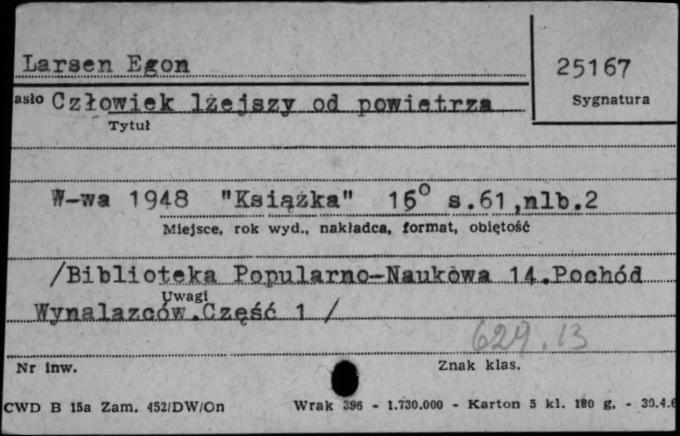 Larsen Egon
25167
Sygnatura
asło Człowiek lżejszy od powietrza
Tytuł
W-wa 1948 "Książka" 16° s.61,nlb.2
Miejsce, rok wyd., nakładca, format, objętość
/Biblioteka Popularno-Naukowa 14.Pochód
Uwagi
Wynalazców.Część 1 /
629.13
Nr inw.
Znak klas.
CWD B 15a Zam. 452/DW/On Wrak 396 - 1.730.000 - Karton 5 kl. 180 g. - 30.4.6